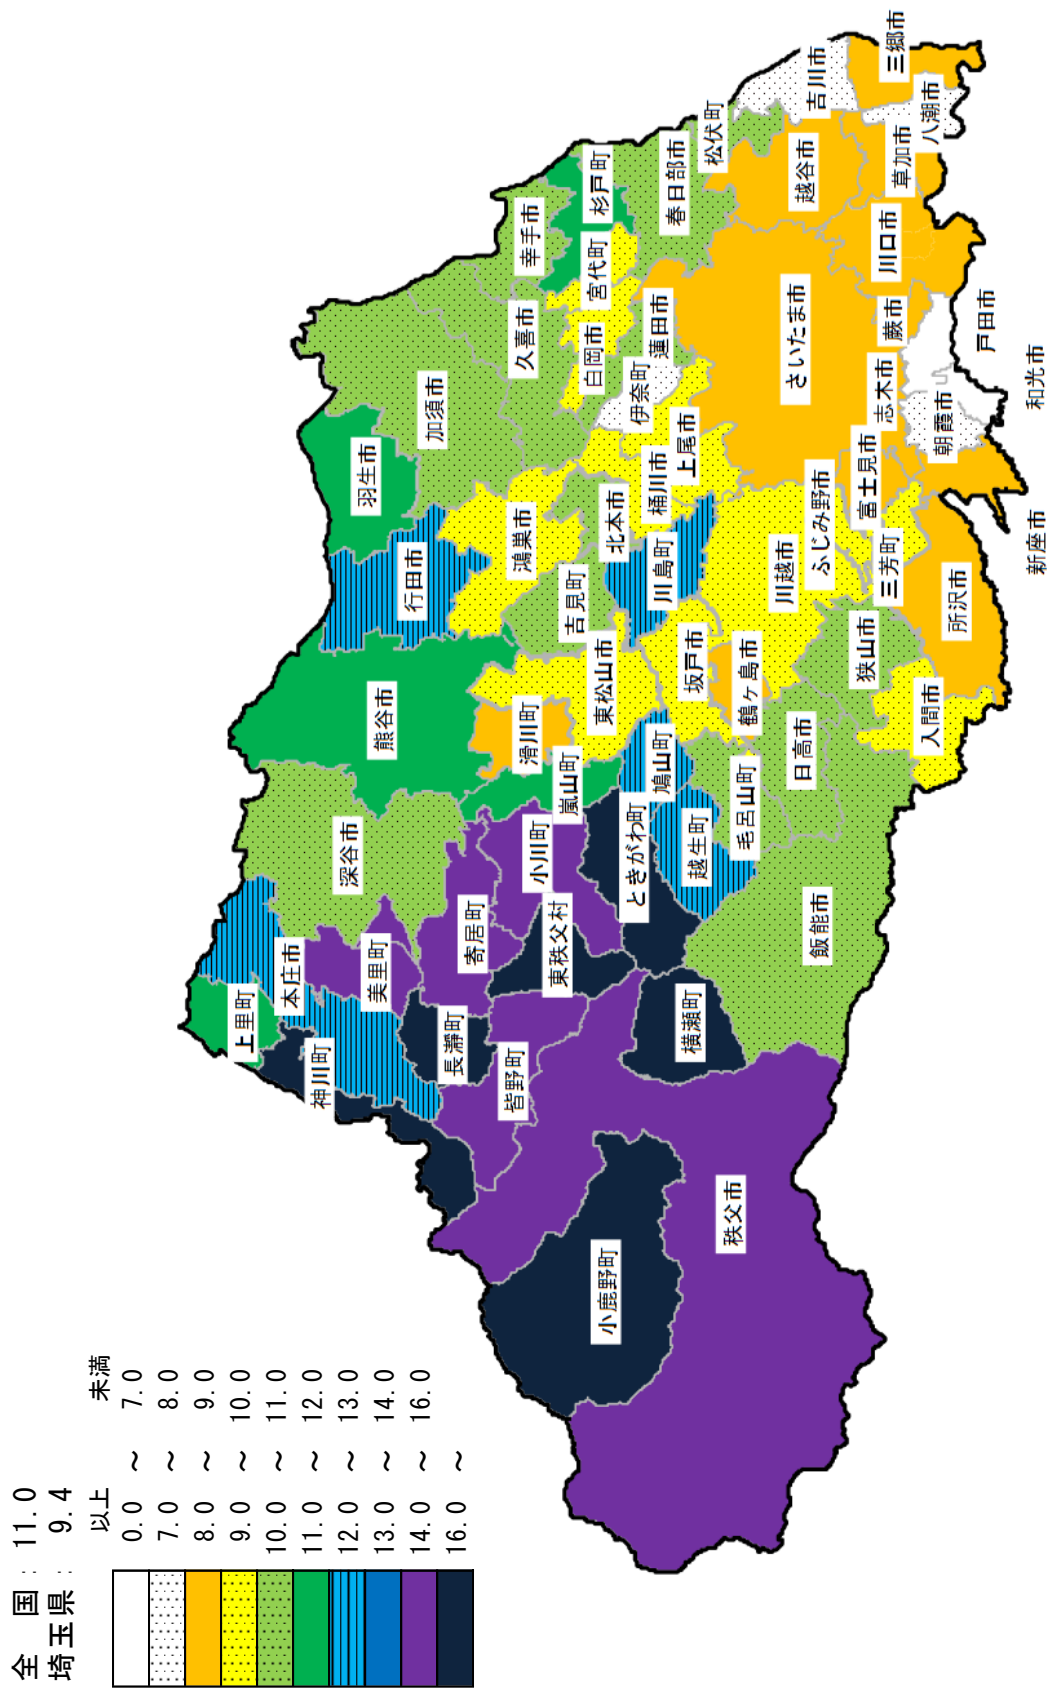 全　国 : 11.0
埼玉県 : 9.4
以上　未満
0.0 ～ 7.0
7.0 ～ 8.0
8.0 ～ 9.0
9.0 ～ 10.0
10.0 ～ 11.0
11.0 ～ 12.0
12.0 ～ 13.0
13.0 ～ 14.0
14.0 ～ 16.0
16.0 ～
上里町
本庄市
神川町
美里町
深谷市
熊谷市
行田市
羽生市
加須市
長瀞町
寄居町
皆野町
小川町
東秩父村
滑川町
嵐山町
鴻巣市
久喜市
幸手市
吉見町
東松山市
北本市
白岡市
宮代町
杉戸町
小鹿野町
ときがわ町
鳩山町
川島町
桶川市
伊奈町
蓮田市
春日部市
横瀬町
越生町
坂戸市
上尾市
松伏町
秩父市
毛呂山町
鶴ヶ島市
川越市
さいたま市
越谷市
吉川市
飯能市
日高市
ふじみ野市
狭山市
富士見市
三芳町
志木市
蕨市
川口市
草加市
三郷市
八潮市
入間市
所沢市
朝霞市
戸田市
新座市
和光市